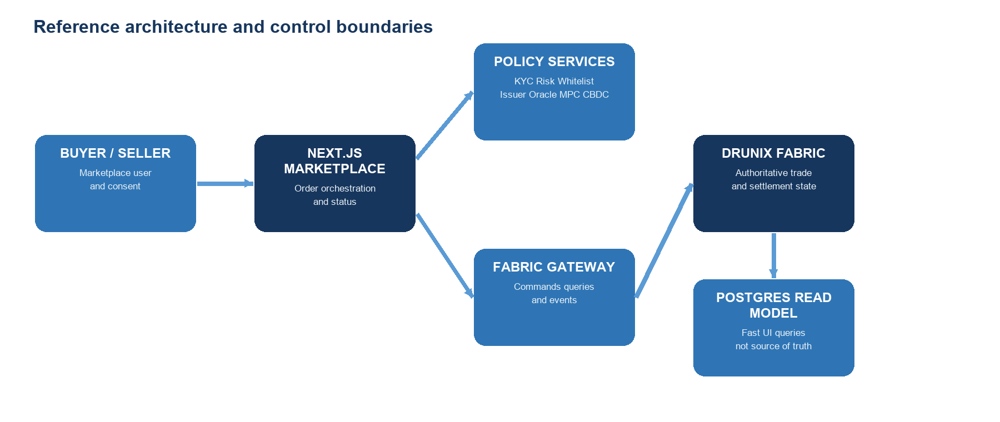 Reference architecture and control boundaries
POLICY SERVICES
KYC Risk Whitelist
Issuer Oracle MPC CBDC
BUYER / SELLER
Marketplace user
and consent
NEXT.JS
MARKETPLACE
Order orchestration
and status
DRUNIX FABRIC
Authoritative trade
and settlement state
FABRIC GATEWAY
Commands queries
and events
POSTGRES READ
MODEL
Fast UI queries
not source of truth